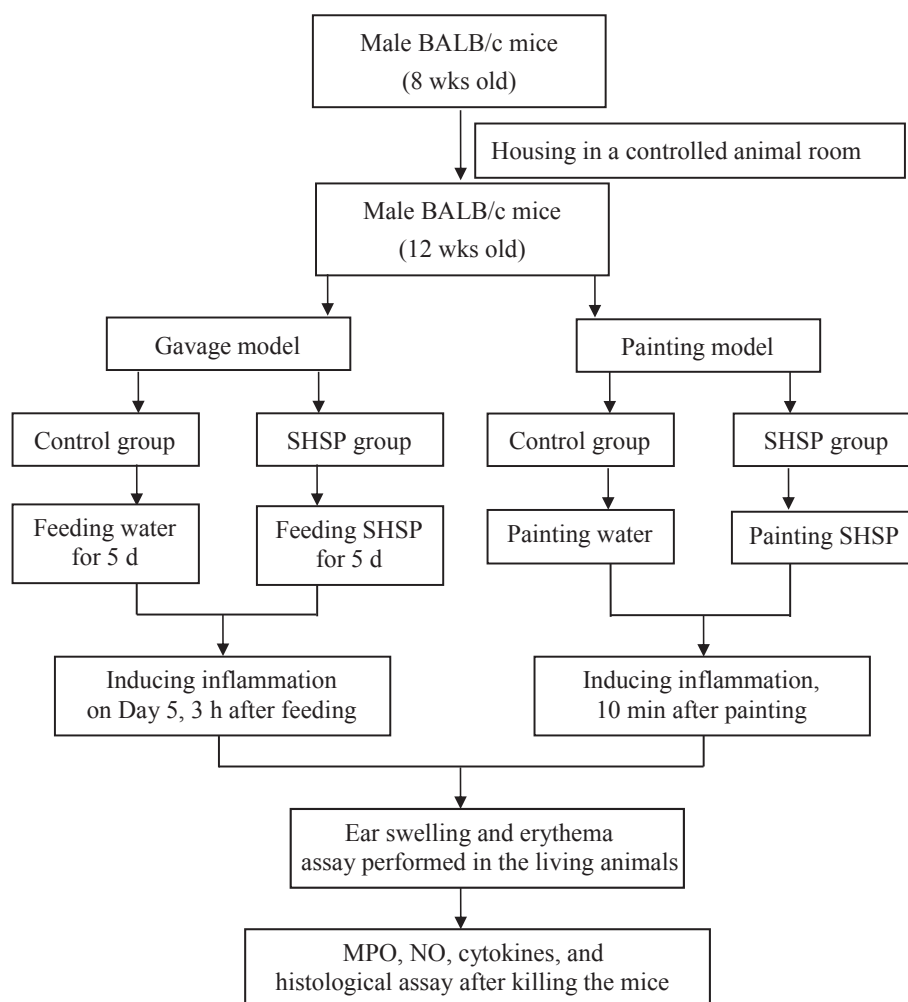 Male BALB/c mice
(8 wks old)
Housing in a controlled animal room
Male BALB/c mice
(12 wks old)
Gavage model
Painting model
Control group
SHSP group
Control group
SHSP group
Feeding water
for 5 d
Feeding SHSP
for 5 d
Painting water
Painting SHSP
Inducing inflammation
on Day 5, 3 h after feeding
Inducing inflammation,
10 min after painting
Ear swelling and erythema
assay performed in the living animals
MPO, NO, cytokines, and
histological assay after killing the mice